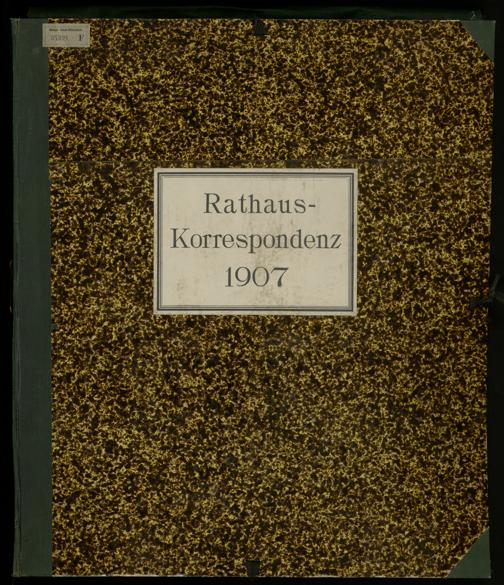 F
Rathaus-
Korrespondenz
1907